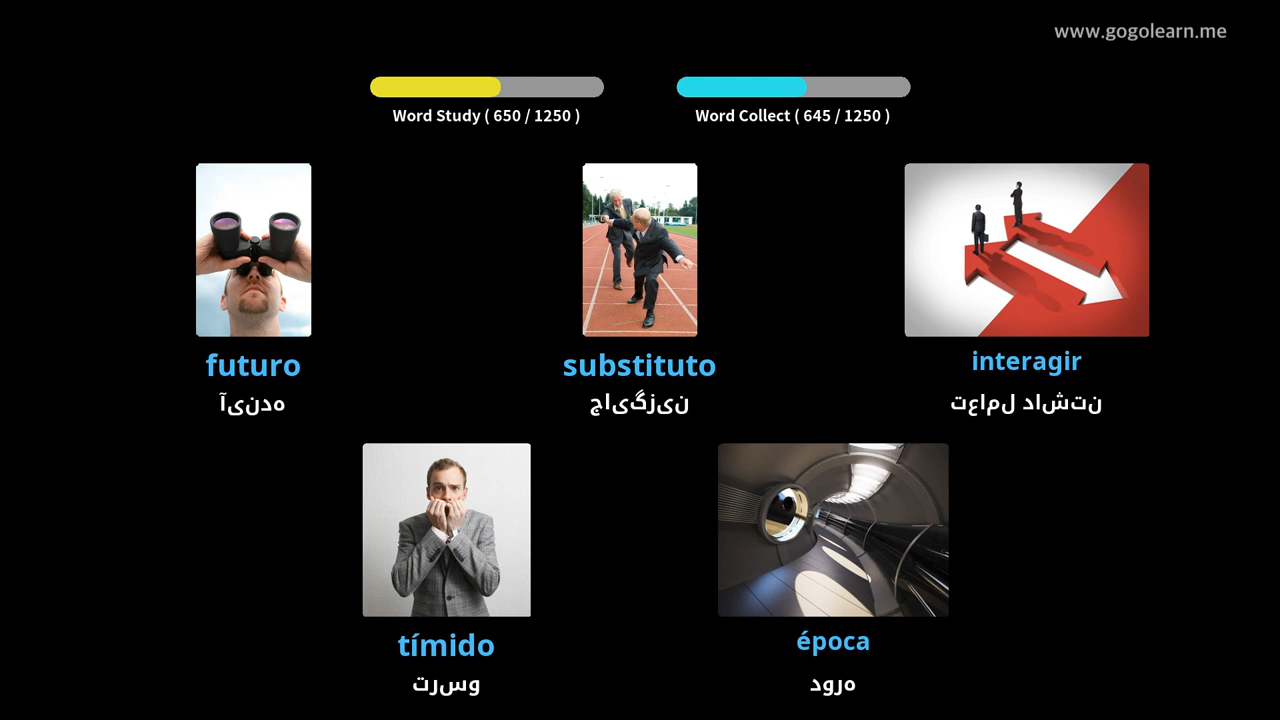 www.gogolearn.me
Word Study ( 650 / 1250 )
Word Collect ( 645 / 1250 )
futuro
substituto
interagir
آینده
جایگزین
تعامل داشتن
tímido
época
ترسو
دوره